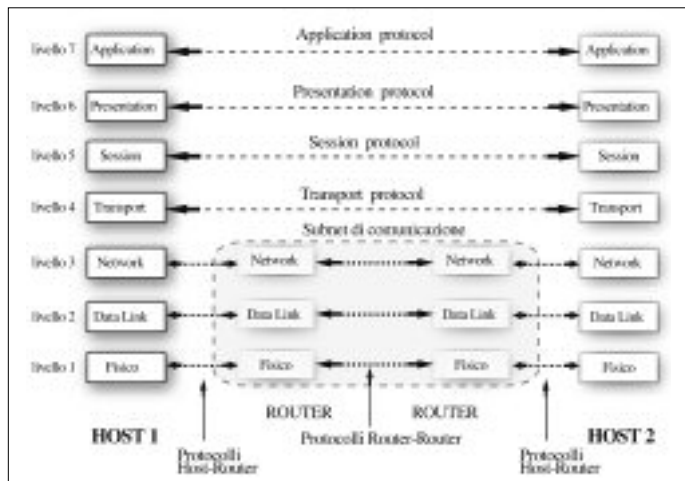 Application protocol
livello 7 Application Application
Presentation protocol
livello 6 Presentation Presentation
Session protocol
livello 5 Session Session
Transport protocol
livello 4 Transport Transport
Subnet di comunicazione
livello 3 Network Network Network Network
livello 2 Data Link Data Link Data Link Data Link
livello 1 Fisico Fisico Fisico Fisico
ROUTER ROUTER
HOST 1 Protocolli Router-Router HOST 2
Protocolli Protocolli
Host-Router Host-Router